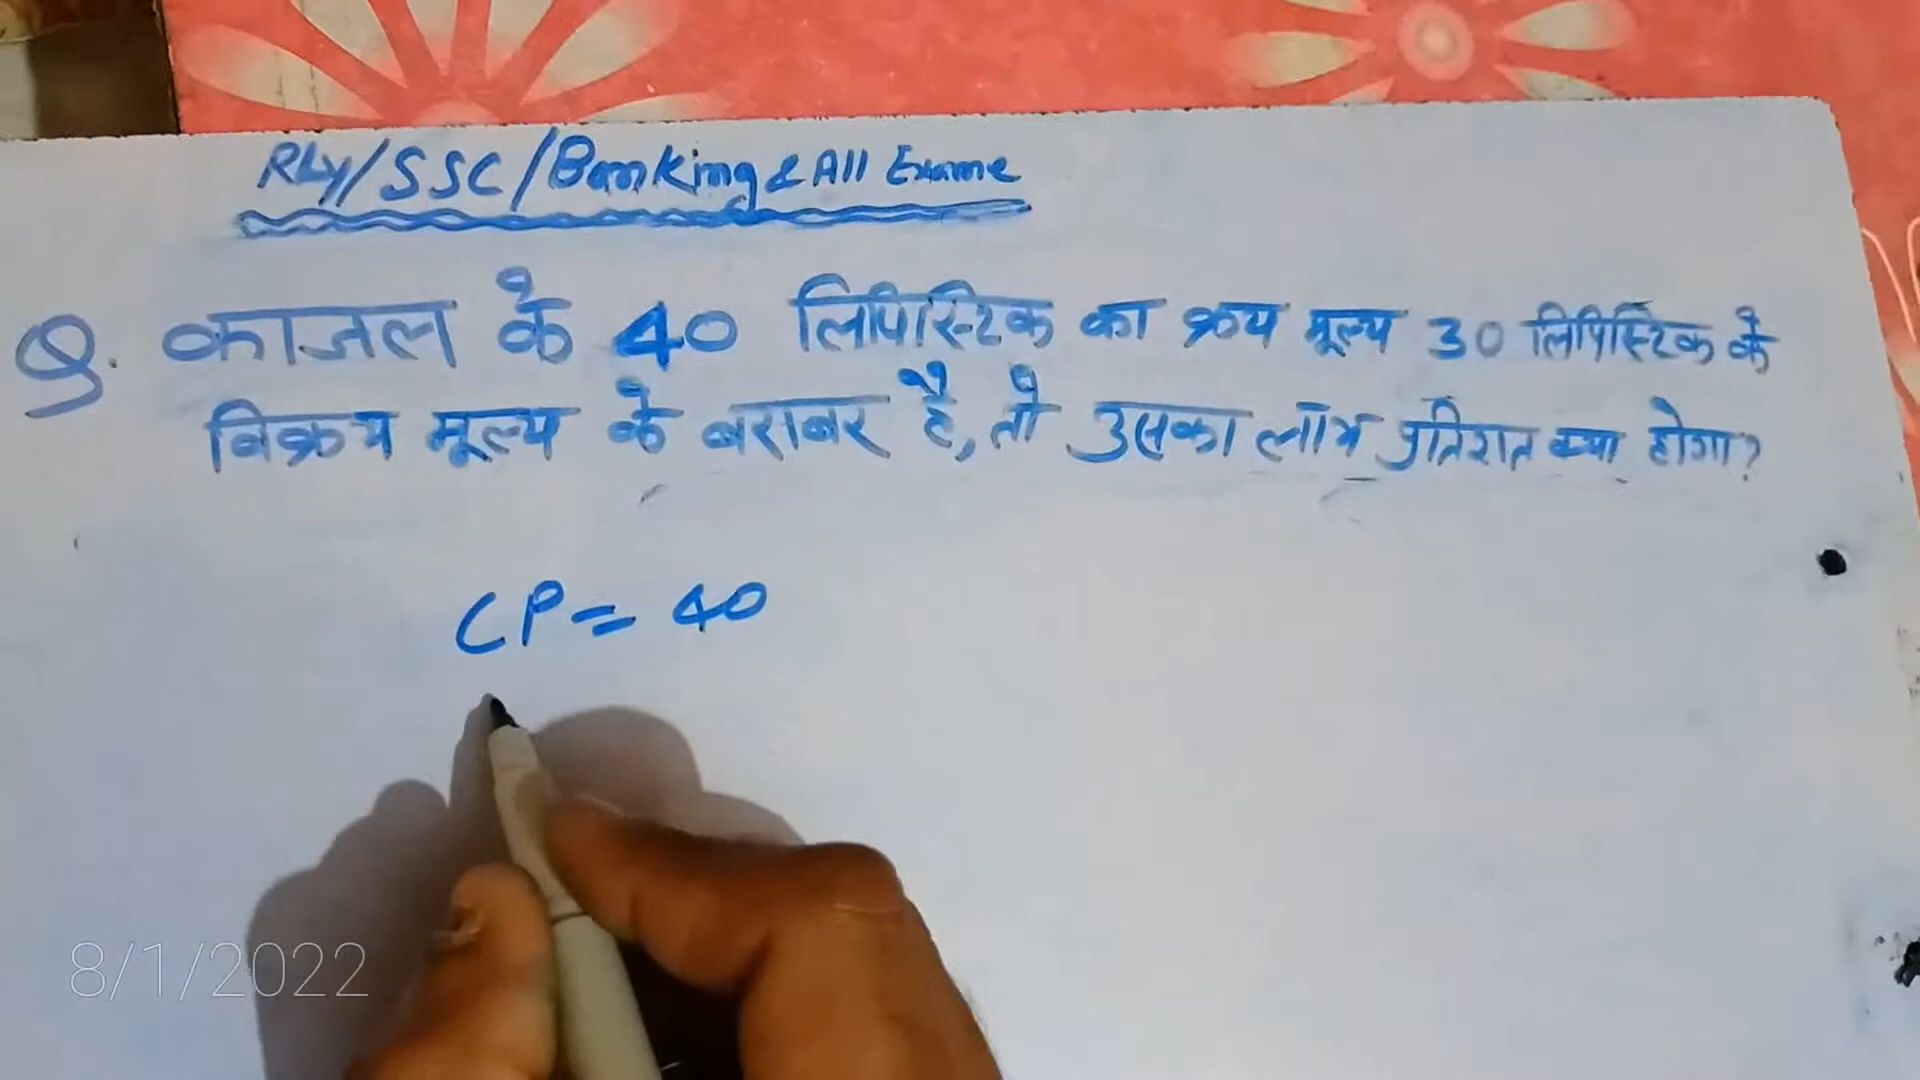 Rly/SSC/Banking & All Exame
Q. काजल के 40 लिपिस्टिक का क्रय मूल्य 30 लिपिस्टिक के
विक्रय मूल्य के बराबर है, तो उसका लाभ प्रतिशत क्या होगा?
CP = 40
8/1/2022